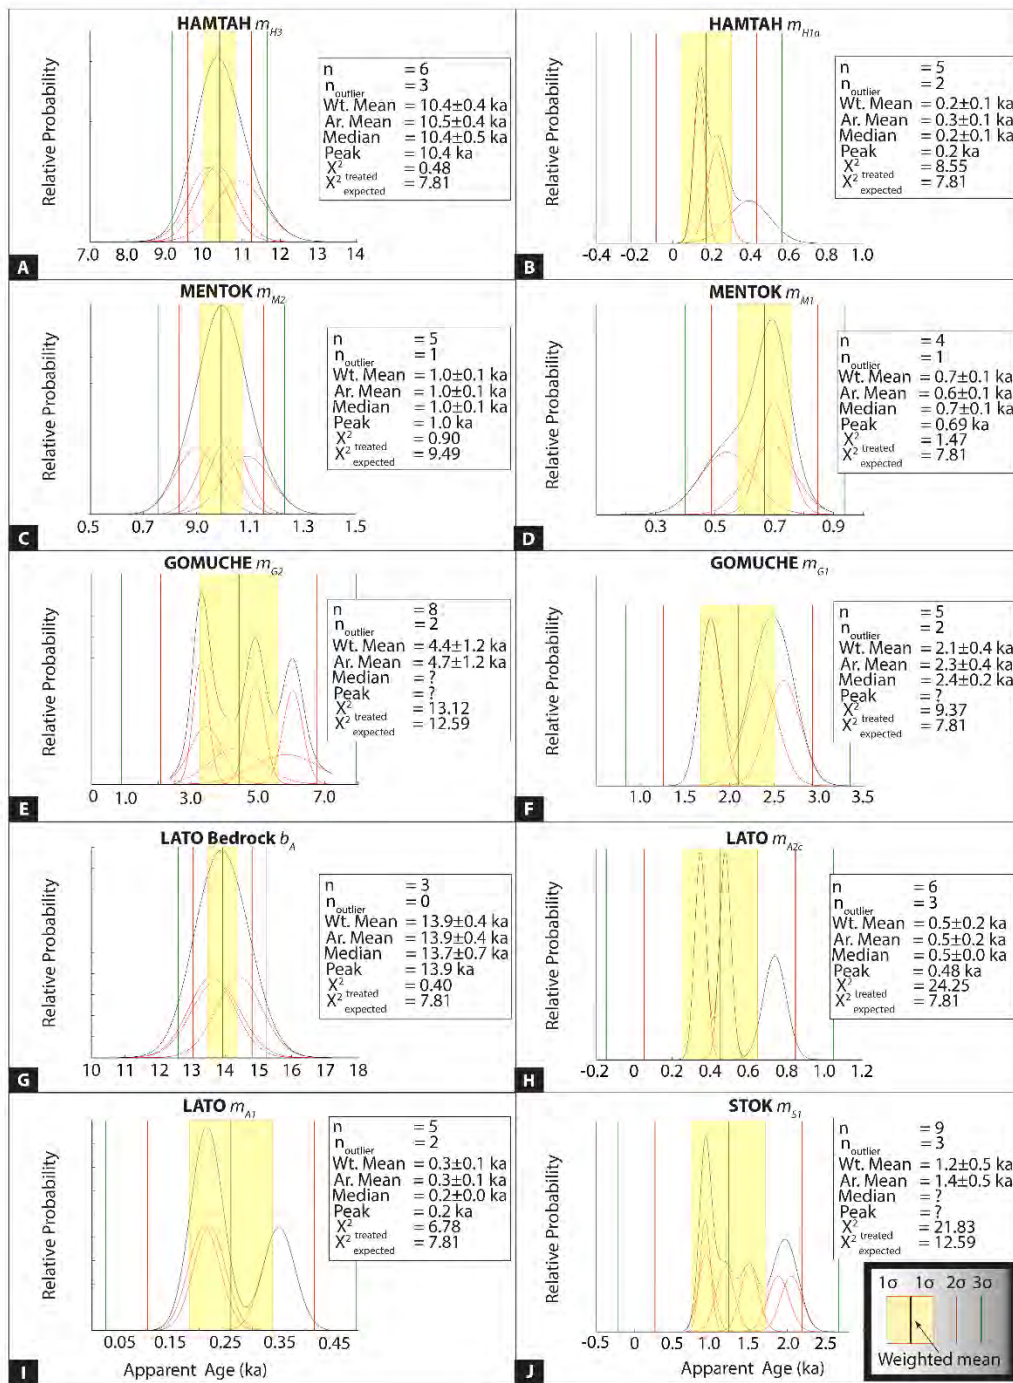 HAMTAH m_H3
Relative Probability
n = 6
n_outlier = 3
Wt. Mean = 10.4±0.4 ka
Ar. Mean = 10.5±0.4 ka
Median = 10.4±0.5 ka
Peak = 10.4 ka
X² treated = 0.48
X² expected = 7.81
7.0 8.0 9.0 10 11 12 13 14
A
HAMTAH m_H1a
Relative Probability
n = 5
n_outlier = 2
Wt. Mean = 0.2±0.1 ka
Ar. Mean = 0.3±0.1 ka
Median = 0.2±0.1 ka
Peak = 0.2 ka
X² treated = 8.55
X² expected = 7.81
-0.4 -0.2 0 0.2 0.4 0.6 0.8 1.0
B
MENTOK m_M2
Relative Probability
n = 5
n_outlier = 1
Wt. Mean = 1.0±0.1 ka
Ar. Mean = 1.0±0.1 ka
Median = 1.0±0.1 ka
Peak = 1.0 ka
X² treated = 0.90
X² expected = 9.49
0.5 0.7 9.0 1.1 1.3 1.5
C
MENTOK m_M1
Relative Probability
n = 4
n_outlier = 1
Wt. Mean = 0.7±0.1 ka
Ar. Mean = 0.6±0.1 ka
Median = 0.7±0.1 ka
Peak = 0.69 ka
X² treated = 1.47
X² expected = 7.81
0.3 0.5 0.7 0.9
D
GOMUCHE m_G2
Relative Probability
n = 8
n_outlier = 2
Wt. Mean = 4.4±1.2 ka
Ar. Mean = 4.7±1.2 ka
Median = ?
Peak = ?
X² treated = 13.12
X² expected = 12.59
0 1.0 3.0 5.0 7.0
E
GOMUCHE m_G1
Relative Probability
n = 5
n_outlier = 2
Wt. Mean = 2.1±0.4 ka
Ar. Mean = 2.3±0.4 ka
Median = 2.4±0.2 ka
Peak = ?
X² treated = 9.37
X² expected = 7.81
1.0 1.5 2.0 2.5 3.0 3.5
F
LATO Bedrock b_A
Relative Probability
n = 3
n_outlier = 0
Wt. Mean = 13.9±0.4 ka
Ar. Mean = 13.9±0.4 ka
Median = 13.7±0.7 ka
Peak = 13.9 ka
X² treated = 0.40
X² expected = 7.81
10 11 12 13 14 15 16 17 18
G
LATO m_A2c
Relative Probability
n = 6
n_outlier = 3
Wt. Mean = 0.5±0.2 ka
Ar. Mean = 0.5±0.2 ka
Median = 0.5±0.0 ka
Peak = 0.48 ka
X² treated = 24.25
X² expected = 7.81
-0.2 0 0.2 0.4 0.6 0.8 1.0 1.2
H
LATO m_A1
Relative Probability
n = 5
n_outlier = 2
Wt. Mean = 0.3±0.1 ka
Ar. Mean = 0.3±0.1 ka
Median = 0.2±0.0 ka
Peak = 0.2 ka
X² treated = 6.78
X² expected = 7.81
0.05 0.15 0.25 0.35 0.45
Apparent Age (ka)
I
STOK m_S1
Relative Probability
n = 9
n_outlier = 3
Wt. Mean = 1.2±0.5 ka
Ar. Mean = 1.4±0.5 ka
Median = ?
Peak = ?
X² treated = 21.83
X² expected = 12.59
-0.5 0 0.5 1.0 1.5 2.0 2.5
Apparent Age (ka)
J
1σ 1σ 2σ 3σ
Weighted mean